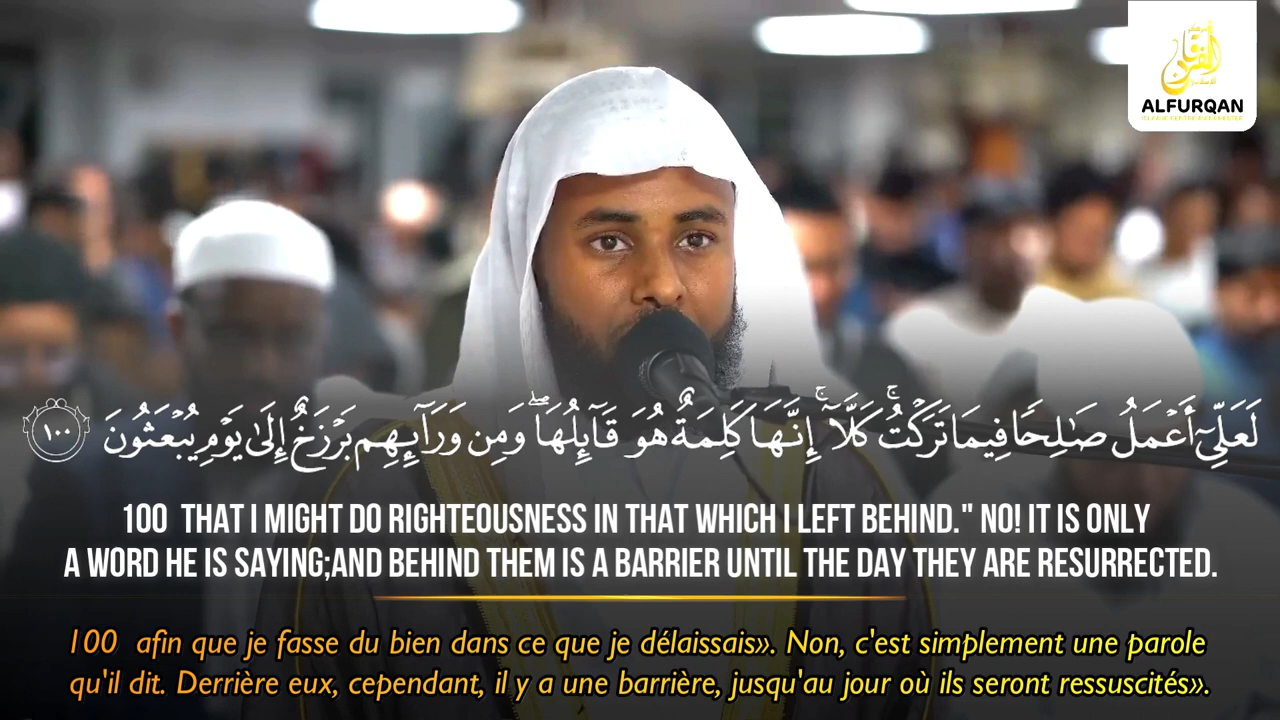 ALFURQAN
لَعَلِّىٓ أَعْمَلُ صَـٰلِحًا فِيمَا تَرَكْتُ ۚ كَلَّآ ۚ إِنَّهَا كَلِمَةٌ هُوَ قَآئِلُهَا ۖ وَمِن وَرَآئِهِم بَرْزَخٌ إِلَىٰ يَوْمِ يُبْعَثُونَ ١٠٠
100 THAT I MIGHT DO RIGHTEOUSNESS IN THAT WHICH I LEFT BEHIND." NO! IT IS ONLY
A WORD HE IS SAYING;AND BEHIND THEM IS A BARRIER UNTIL THE DAY THEY ARE RESURRECTED.
100 afin que je fasse du bien dans ce que je délaissais». Non, c'est simplement une parole
qu'il dit. Derrière eux, cependant, il y a une barrière, jusqu'au jour où ils seront ressuscités».